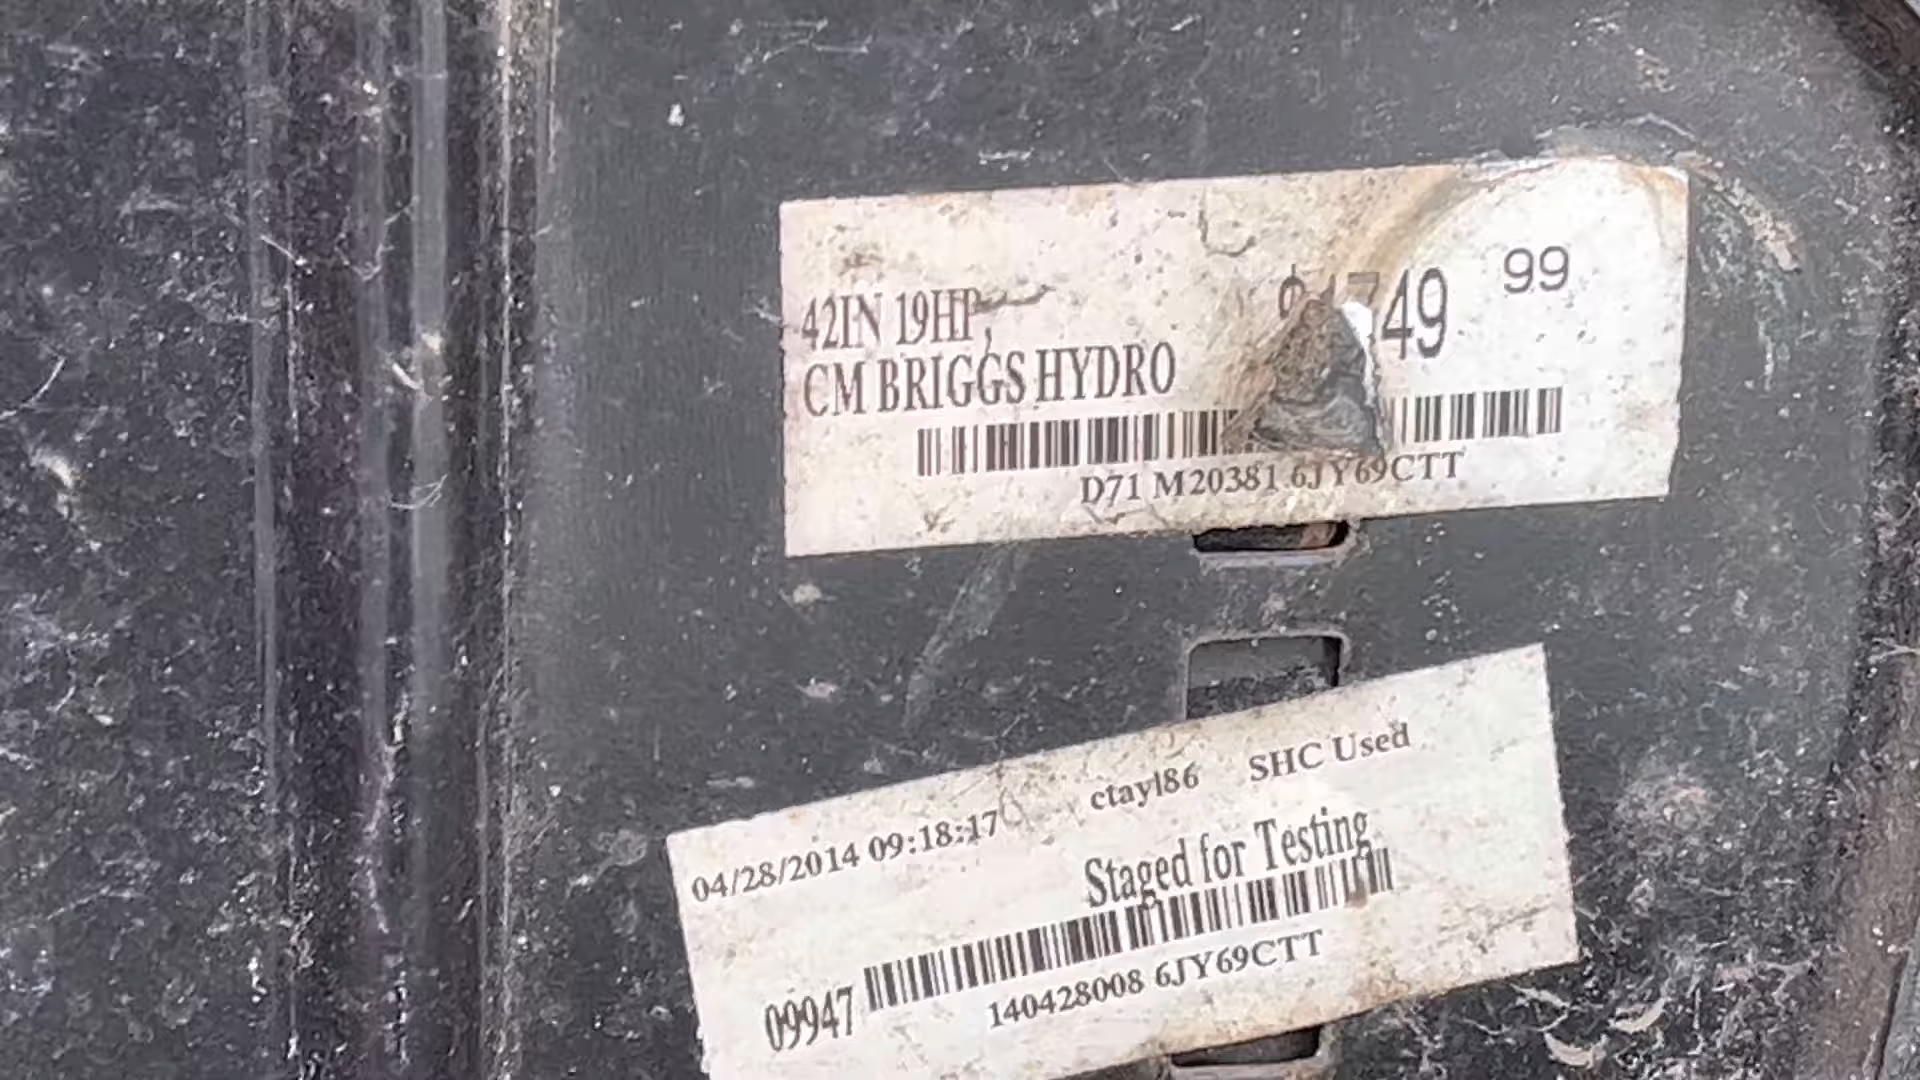 42IN 19HP,
CM BRIGGS HYDRO
$1749 99
D71 M20381 6JY69CTT
04/28/2014 09:18:17 ctayl86 SHC Used
Staged for Testing
09947
140428008 6JY69CTT